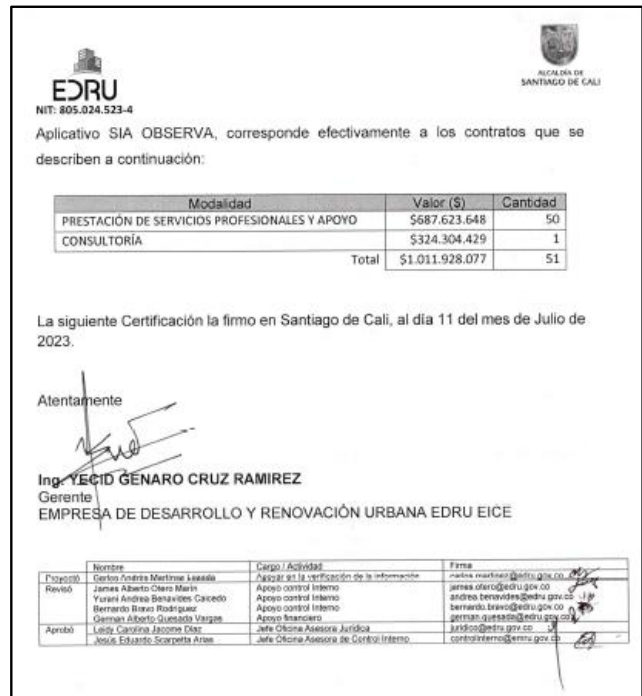 EDRU
NIT: 805.024.523-4
ALCALDÍA DE
SANTIAGO DE CALI
Aplicativo SIA OBSERVA, corresponde efectivamente a los contratos que se
describen a continuación:
Modalidad Valor ($) Cantidad
PRESTACIÓN DE SERVICIOS PROFESIONALES Y APOYO $687.623.648 50
CONSULTORÍA $324.304.429 1
Total $1.011.928.077 51
La siguiente Certificación la firmo en Santiago de Cali, al día 11 del mes de Julio de
2023.
Atentamente
Ing. YECID GENARO CRUZ RAMIREZ
Gerente
EMPRESA DE DESARROLLO Y RENOVACIÓN URBANA EDRU EICE
Nombre Cargo / Actividad Firma
Proyectó Carlos Andrés Martínez Apoyar en la verificación de la información carlos.martinez@edru.gov.co
Revisó James Alberto Otero Marín Apoyo control Interno james.otero@edru.gov.co
Yurani Andrea Benavides Caicedo Apoyo control Interno andrea.benavides@edru.gov.co
Bernardo Bravo Rodriguez Apoyo control Interno bernardo.bravo@edru.gov.co
German Alberto Quesada Vargas Apoyo financiero german.quesada@edru.gov.co
Aprobó Leidy Carolina Jacome Díaz Jefe Oficina Asesora Jurídica juridico@edru.gov.co
Jesús Eduardo Scarpetta Arias Jefe Oficina Asesora de Control Interno